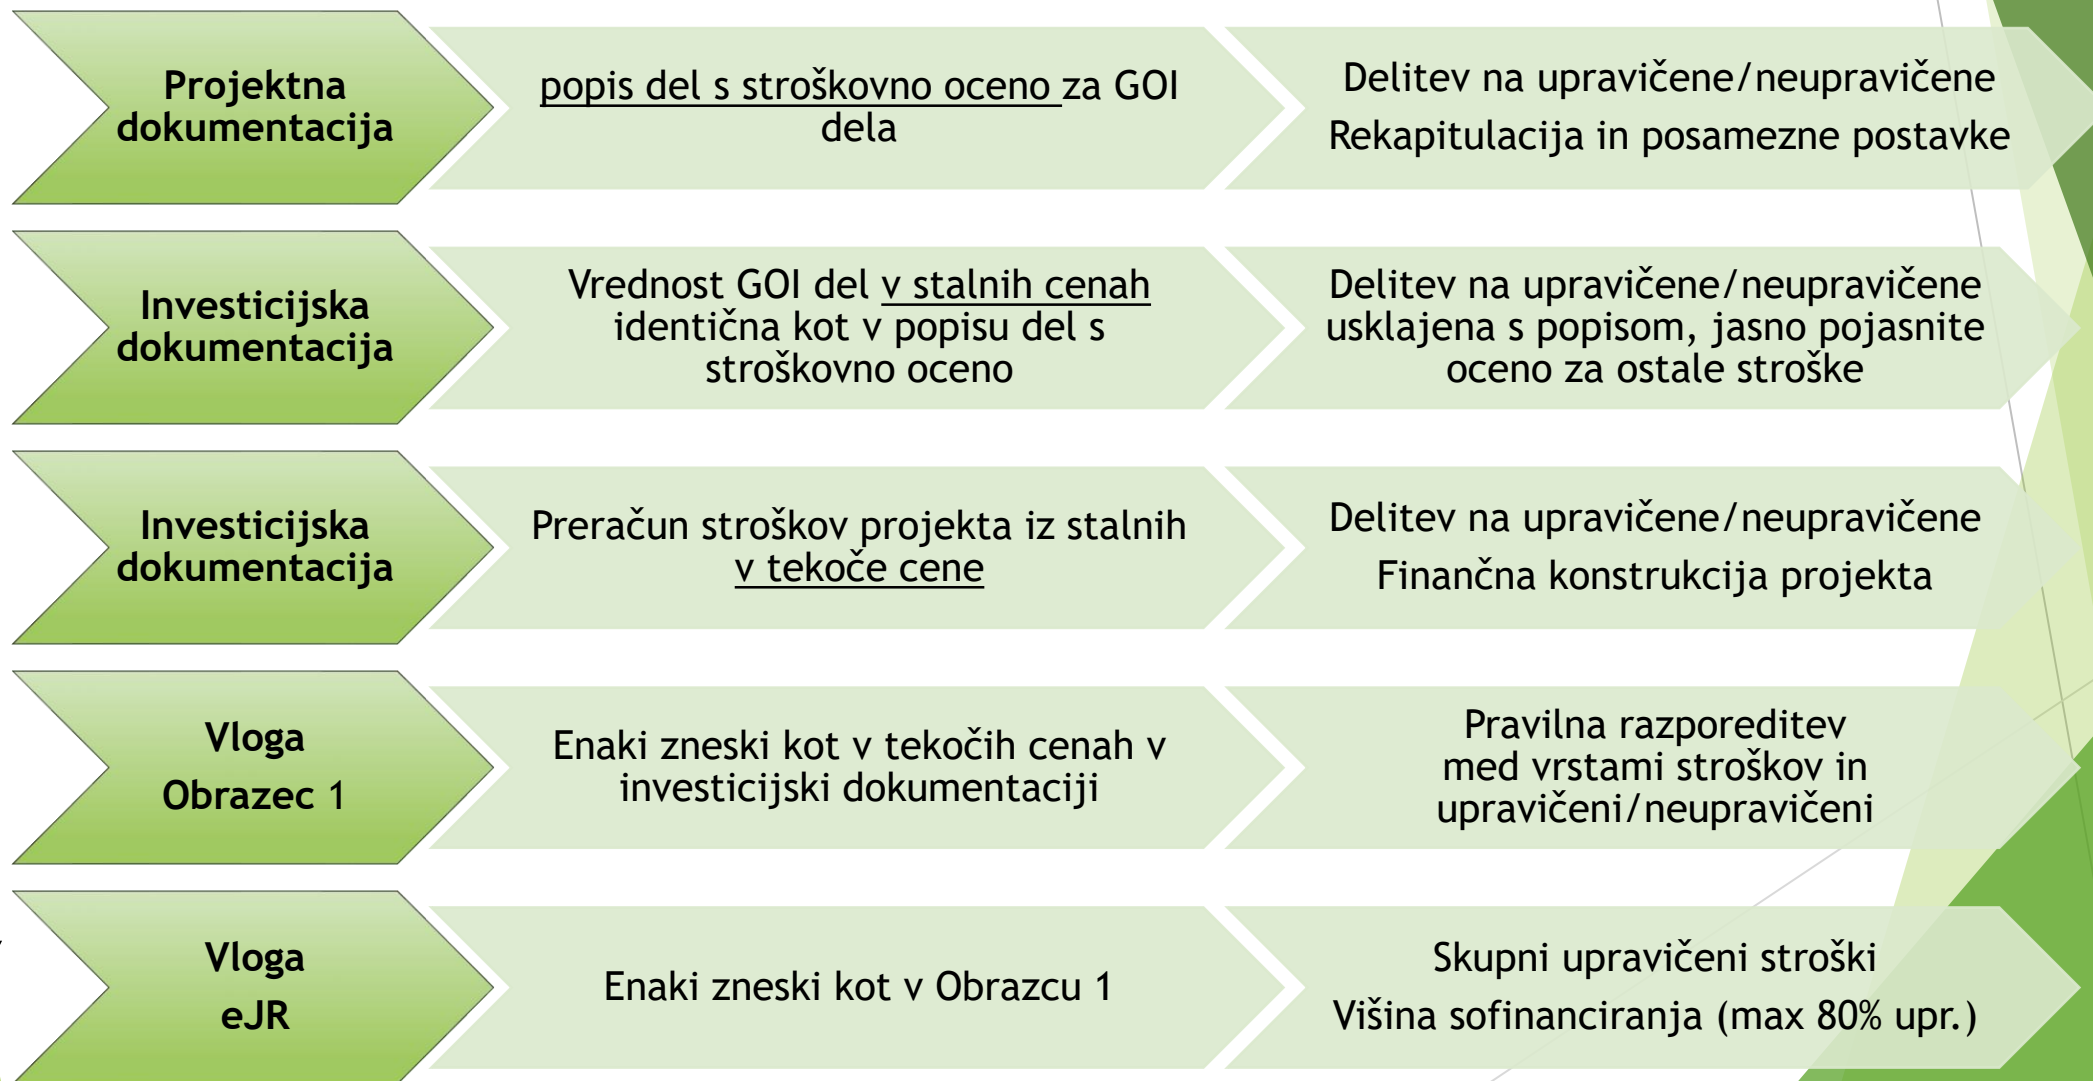 Projektna
dokumentacija
popis del s stroškovno oceno za GOI
dela
Delitev na upravičene/neupravičene
Rekapitulacija in posamezne postavke
Investicijska
dokumentacija
Vrednost GOI del v stalnih cenah
identična kot v popisu del s
stroškovno oceno
Delitev na upravičene/neupravičene
usklajena s popisom, jasno pojasnite
oceno za ostale stroške
Investicijska
dokumentacija
Preračun stroškov projekta iz stalnih
v tekoče cene
Delitev na upravičene/neupravičene
Finančna konstrukcija projekta
Vloga
Obrazec 1
Enaki zneski kot v tekočih cenah v
investicijski dokumentaciji
Pravilna razporeditev
med vrstami stroškov in
upravičeni/neupravičeni
Vloga
eJR
Enaki zneski kot v Obrazcu 1
Skupni upravičeni stroški
Višina sofinanciranja (max 80% upr.)